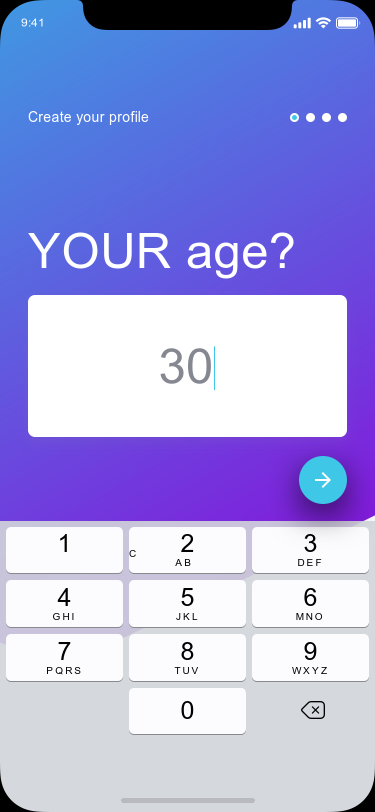 9:41
Create your profile
YOUR age?
30
1 2 3
C AB DEF
4 5 6
GHI JKL MNO
7 8 9
PQRS TUV WXYZ
0